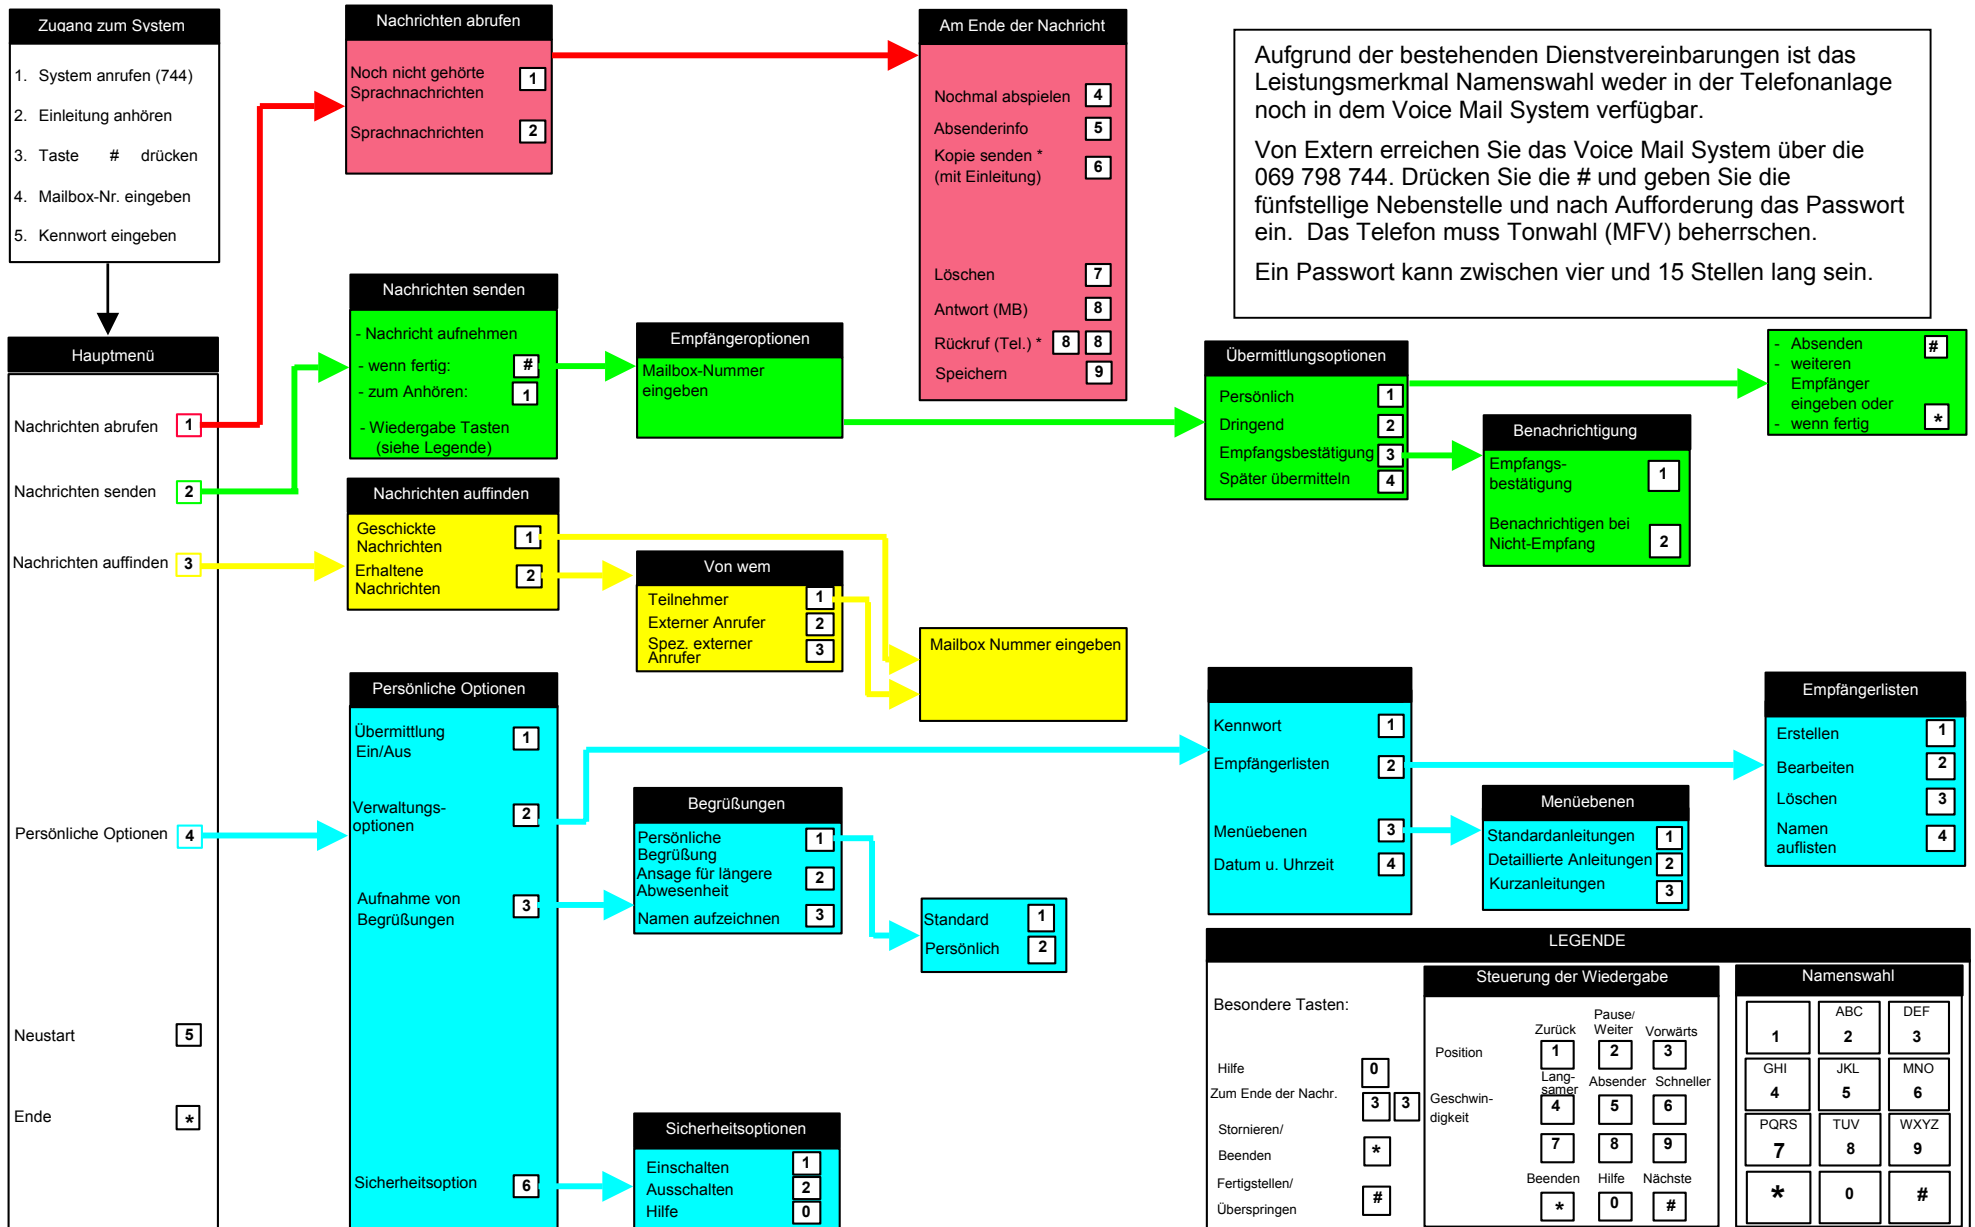 Zugang zum System
1. System anrufen (744)
2. Einleitung anhören
3. Taste # drücken
4. Mailbox-Nr. eingeben
5. Kennwort eingeben
Hauptmenü
Nachrichten abrufen 1
Nachrichten senden 2
Nachrichten auffinden 3
Persönliche Optionen 4
Neustart 5
Ende *
Nachrichten abrufen
Noch nicht gehörte
Sprachnachrichten 1
Sprachnachrichten 2
Am Ende der Nachricht
Nochmal abspielen 4
Absenderinfo 5
Kopie senden *
(mit Einleitung) 6
Löschen 7
Antwort (MB) 8
Rückruf (Tel.) * 8 8
Speichern 9
Aufgrund der bestehenden Dienstvereinbarungen ist das
Leistungsmerkmal Namenswahl weder in der Telefonanlage
noch in dem Voice Mail System verfügbar.
Von Extern erreichen Sie das Voice Mail System über die
069 798 744. Drücken Sie die # und geben Sie die
fünfstellige Nebenstelle und nach Aufforderung das Passwort
ein. Das Telefon muss Tonwahl (MFV) beherrschen.
Ein Passwort kann zwischen vier und 15 Stellen lang sein.
Nachrichten senden
- Nachricht aufnehmen
- wenn fertig: #
- zum Anhören: 1
- Wiedergabe Tasten
(siehe Legende)
Empfängeroptionen
Mailbox-Nummer
eingeben
Übermittlungsoptionen
Persönlich 1
Dringend 2
Empfangsbestätigung 3
Später übermitteln 4
Benachrichtigung
Empfangs-
bestätigung 1
Benachrichtigen bei
Nicht-Empfang 2
- Absenden #
- weiteren
Empfänger
eingeben oder
- wenn fertig *
Nachrichten auffinden
Geschickte
Nachrichten 1
Erhaltene
Nachrichten 2
Von wem
Teilnehmer 1
Externer Anrufer 2
Spez. externer
Anrufer 3
Mailbox Nummer eingeben
Persönliche Optionen
Übermittlung
Ein/Aus 1
Verwaltungs-
optionen 2
Aufnahme von
Begrüßungen 3
Sicherheitsoption 6
Begrüßungen
Persönliche
Begrüßung 1
Ansage für längere
Abwesenheit 2
Namen aufzeichnen 3
Standard 1
Persönlich 2
Sicherheitsoptionen
Einschalten 1
Ausschalten 2
Hilfe 0
Kennwort 1
Empfängerlisten 2
Menüebenen 3
Datum u. Uhrzeit 4
Menüebenen
Standardanleitungen 1
Detaillierte Anleitungen 2
Kurzanleitungen 3
Empfängerlisten
Erstellen 1
Bearbeiten 2
Löschen 3
Namen
auflisten 4
LEGENDE
Besondere Tasten:
Hilfe 0
Zum Ende der Nachr. 3 3
Stornieren/
Beenden *
Fertigstellen/
Überspringen #
Steuerung der Wiedergabe
Zurück Pause/
Weiter Vorwärts
Position 1 2 3
Lang-
samer Absender Schneller
Geschwin-
digkeit 4 5 6
7 8 9
Beenden Hilfe Nächste
* 0 #
Namenswahl
ABC DEF
1 2 3
GHI JKL MNO
4 5 6
PQRS TUV WXYZ
7 8 9
* 0 #